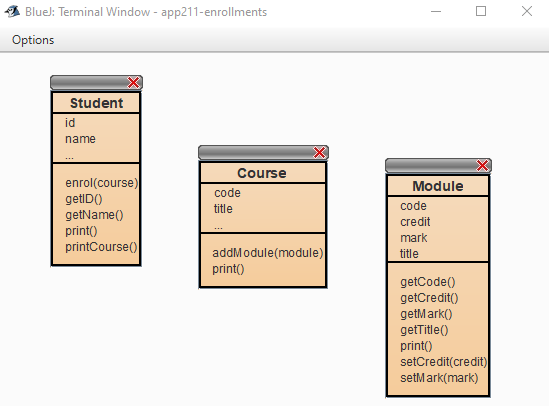 BlueJ: Terminal Window - app211-enrollments
Options
Student
id
name
...
enrol(course)
getID()
getName()
print()
printCourse()
Course
code
title
...
addModule(module)
print()
Module
code
credit
mark
title
getCode()
getCredit()
getMark()
getTitle()
print()
setCredit(credit)
setMark(mark)